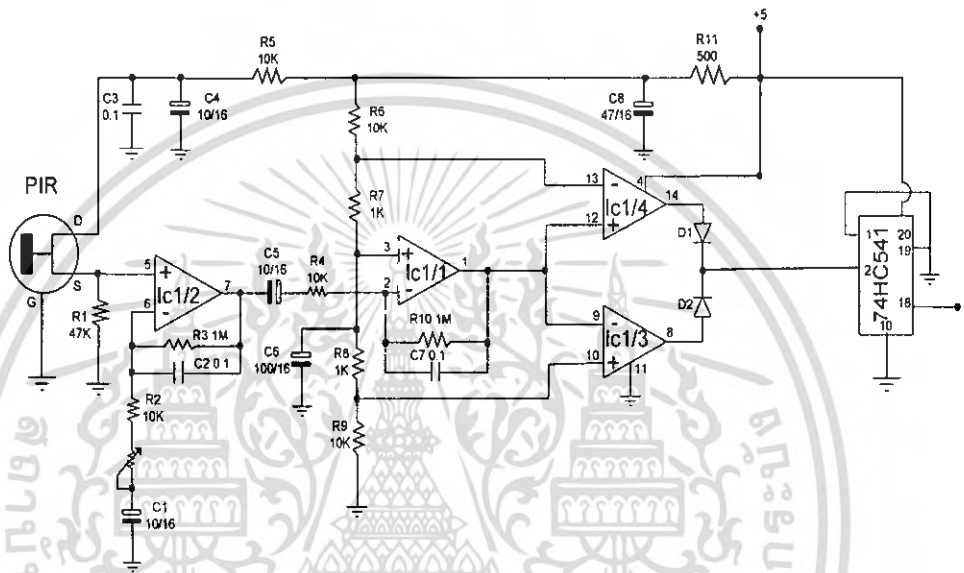 +5
R5
10K
R11
500
C3
0.1
C4
10/16
R6
10K
C8
47/16
PIR
D
S
G
R7
1K
13
12
4
14
Ic1/4
D1
R1
47K
5
6
7
Ic1/2
C5
10/16
R4
10K
3
2
1
Ic1/1
R3 1M
C2 0.1
R10 1M
C7 0.1
C6
100/16
R8
1K
9
10
8
11
Ic1/3
D2
1
2
20
19
18
10
74HC541
R2
10K
R9
10K
C1
10/16